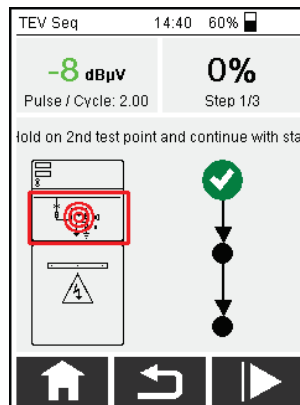 TEV Seq 14:40 60%
-8 dBµV 0%
Pulse / Cycle: 2.00 Step 1/3
Hold on 2nd test point and continue with sta